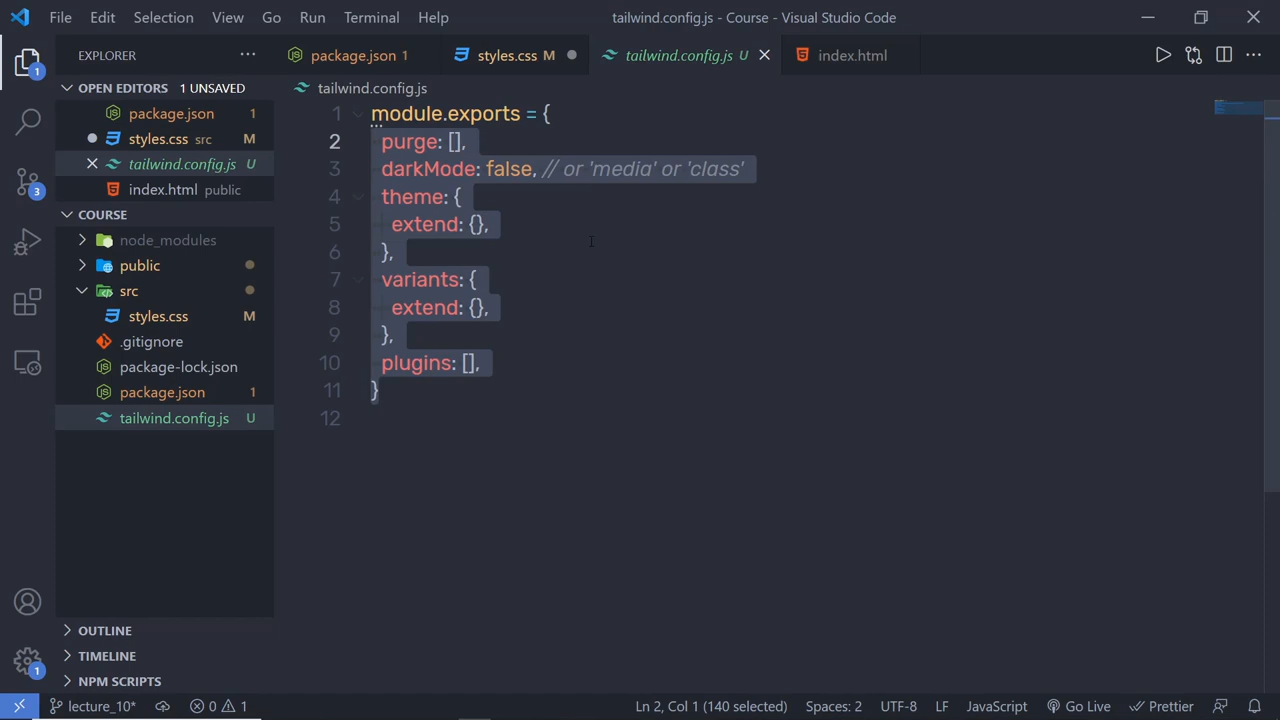 File Edit Selection View Go Run Terminal Help
tailwind.config.js - Course - Visual Studio Code
EXPLORER
OPEN EDITORS 1 UNSAVED
package.json 1
styles.css src M
tailwind.config.js U
index.html public
COURSE
node_modules
public
src
styles.css M
.gitignore
package-lock.json
package.json 1
tailwind.config.js U
OUTLINE
TIMELINE
NPM SCRIPTS
1
3
1
package.json 1 styles.css M tailwind.config.js U index.html
tailwind.config.js
1 module.exports = {
2 purge: [],
3 darkMode: false, // or 'media' or 'class'
4 theme: {
5 extend: {},
6 },
7 variants: {
8 extend: {},
9 },
10 plugins: [],
11 }
12
lecture_10* 0 1 Ln 2, Col 1 (140 selected) Spaces: 2 UTF-8 LF JavaScript Go Live Prettier